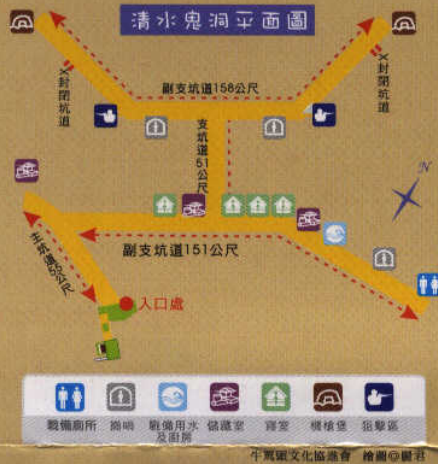 清水鬼洞平面圖
X封閉坑道
副支坑道158公尺
X封閉坑道
支坑道51公尺
N
主坑道55公尺
副支坑道151公尺
入口處
戰備廁所
崗哨
戰備用水及廚房
儲藏室
寢室
機槍堡
狙擊區
牛罵頭文化協進會 繪圖◎嚴君